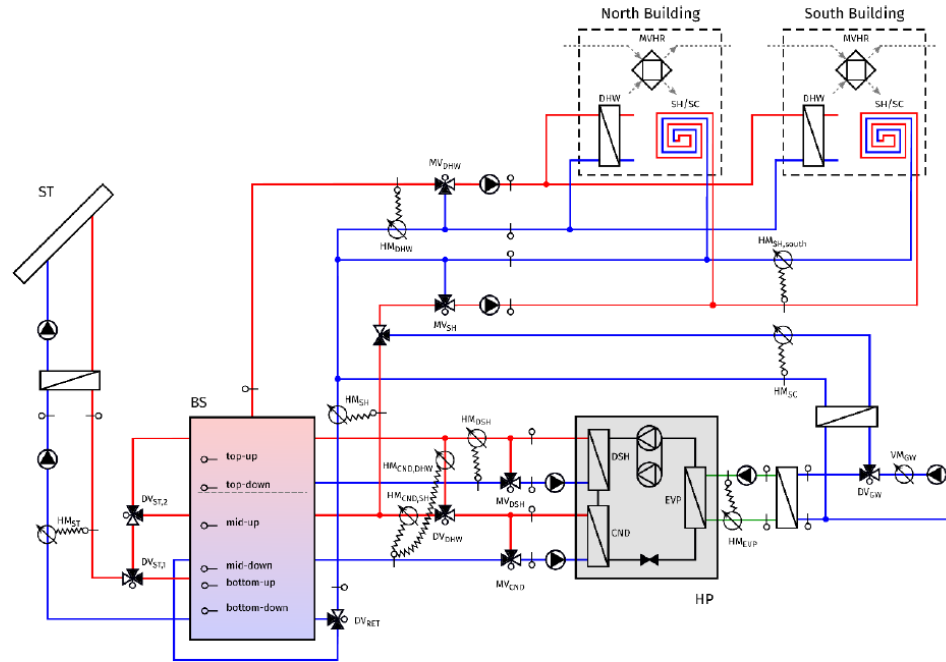 North Building
South Building
MVHR
MVHR
DHW
SH/SC
DHW
SH/SC
ST
MV_DHW
HM_DHW
HM_SH,south
MV_SH
HM_SC
BS
HM_SH
HM_DSH
top-up
top-down
mid-up
mid-down
bottom-up
bottom-down
HM_CND,DHW
HM_CND,SH
DSH
EVP
CND
DV_ST,2
DV_ST,1
HM_ST
MV_DSH
DV_DHW
MV_CND
HM_EVP
VM_GW
DV_GW
DV_RET
HP